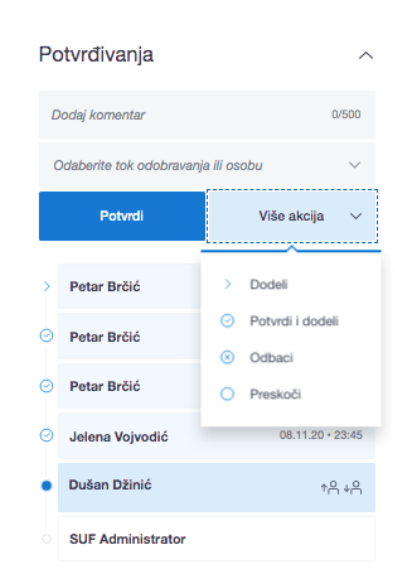 Potvrđivanja
Dodaj komentar 0/500
Odaberite tok odobravanja ili osobu
Potvrdi Više akcija
Petar Brčić
Dodeli
Petar Brčić
Potvrdi i dodeli
Odbaci
Petar Brčić
Preskoči
Jelena Vojvodić 08.11.20 • 23:45
Dušan Džinić
SUF Administrator